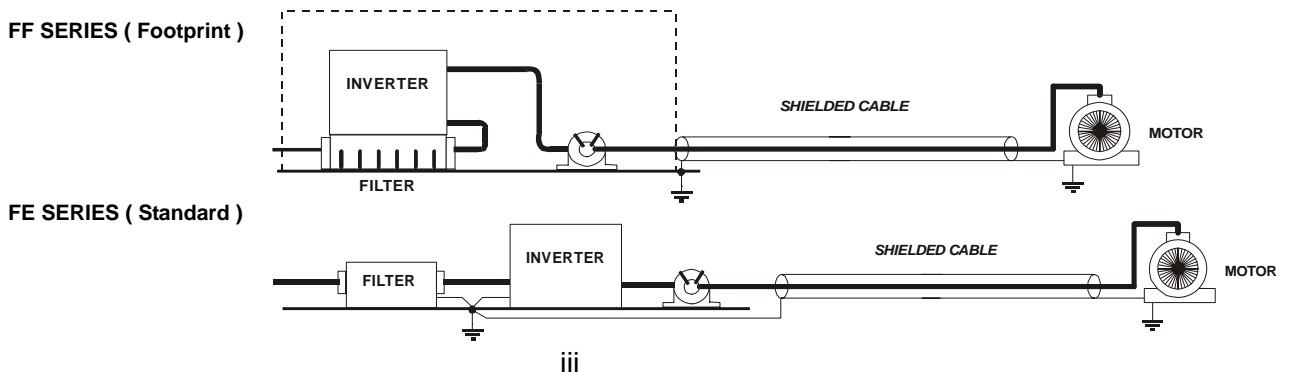 FF SERIES ( Footprint )
INVERTER
SHIELDED CABLE
MOTOR
FILTER
FE SERIES ( Standard )
INVERTER
SHIELDED CABLE
FILTER
MOTOR
iii